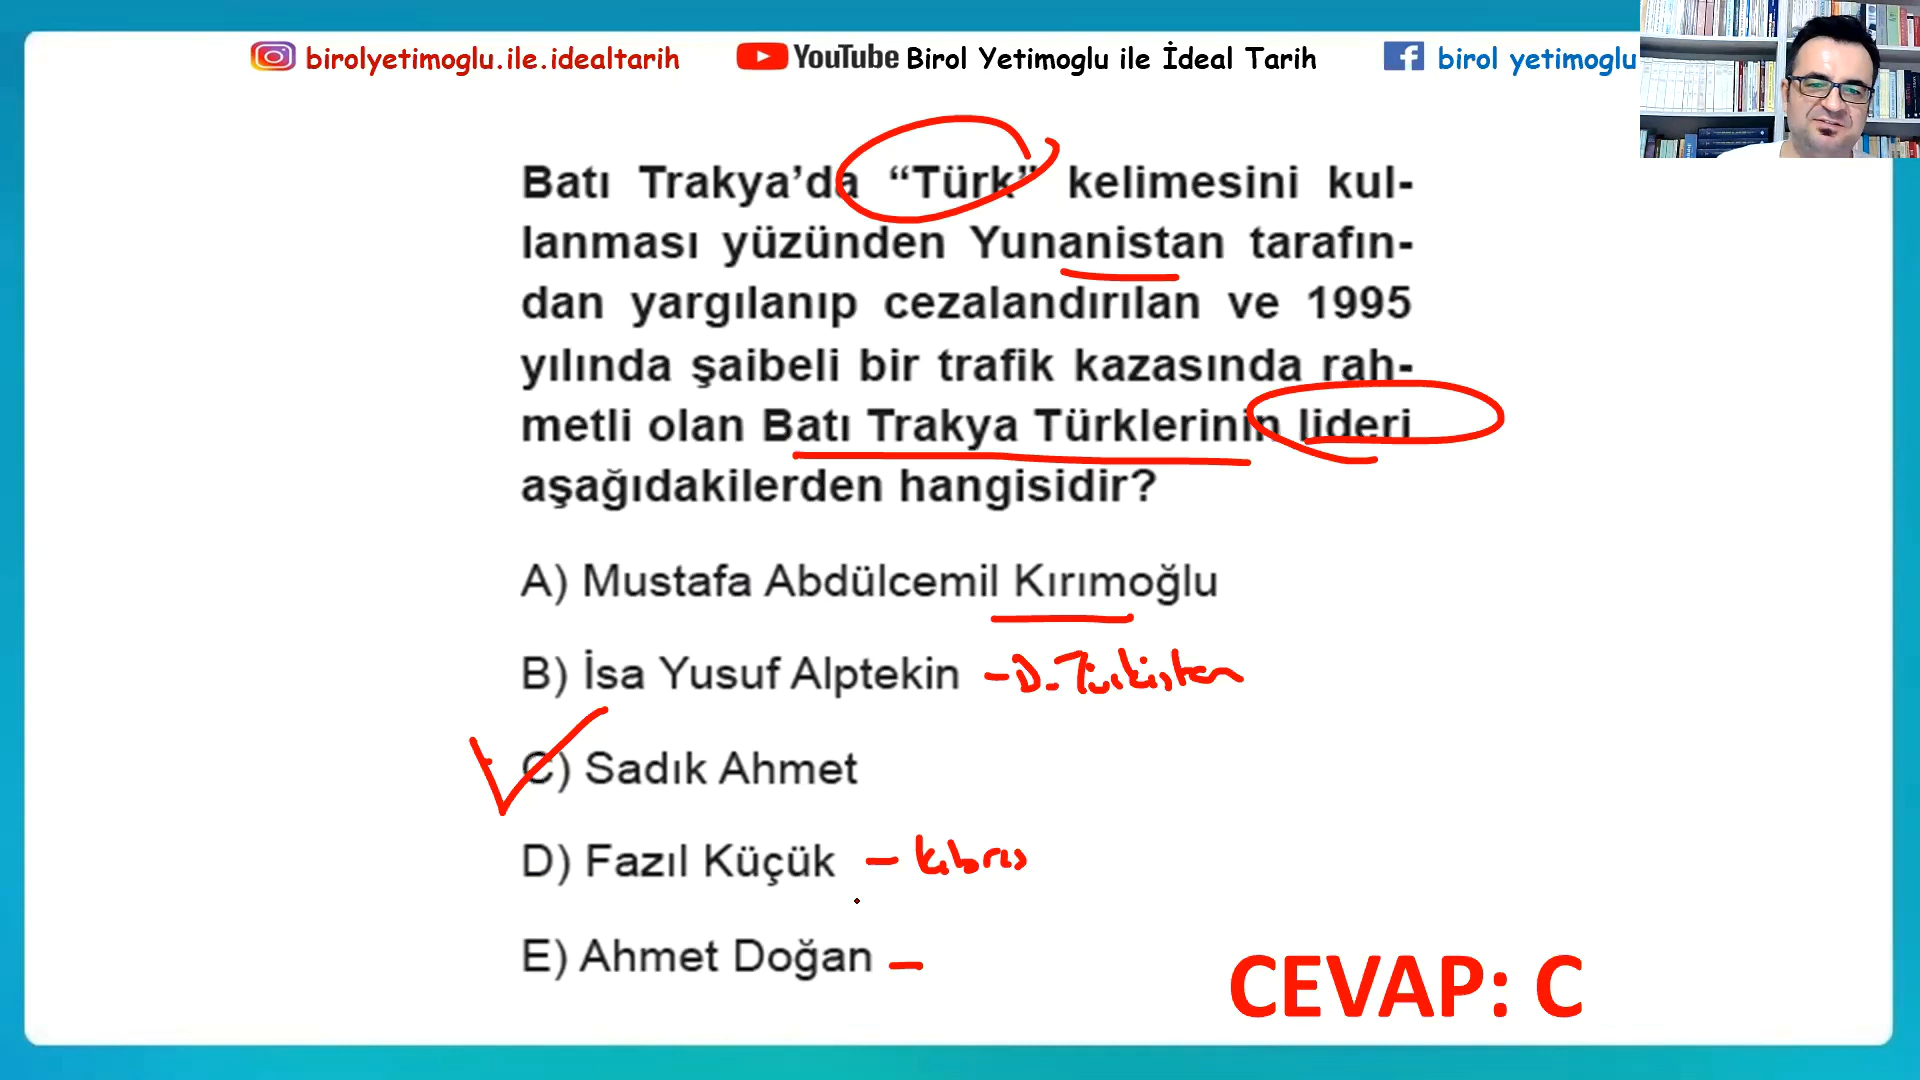 birolyetimoglu.ile.idealtarih YouTube Birol Yetimoglu ile İdeal Tarih birol yetimoglu
Batı Trakya’da “Türk” kelimesini kul-
lanması yüzünden Yunanistan tarafın-
dan yargılanıp cezalandırılan ve 1995
yılında şaibeli bir trafik kazasında rah-
metli olan Batı Trakya Türklerinin lideri
aşağıdakilerden hangisidir?
A) Mustafa Abdülcemil Kırımoğlu
B) İsa Yusuf Alptekin – D. Türkistan
C) Sadık Ahmet
D) Fazıl Küçük – Kıbrıs
E) Ahmet Doğan –
CEVAP: C